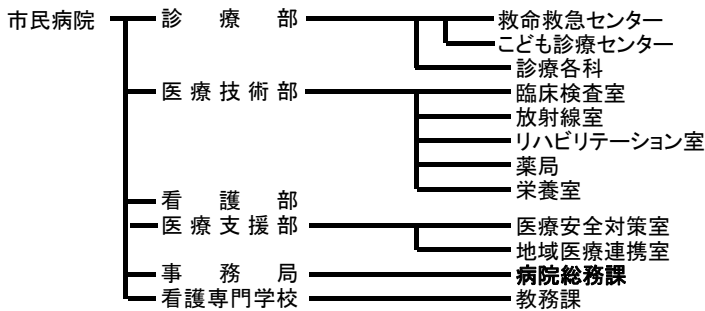 市民病院 診療部 救命救急センター
こども診療センター
診療各科
医療技術部 臨床検査室
放射線室
リハビリテーション室
薬局
栄養室
看護部
医療支援部 医療安全対策室
地域医療連携室
事務局 病院総務課
看護専門学校 教務課